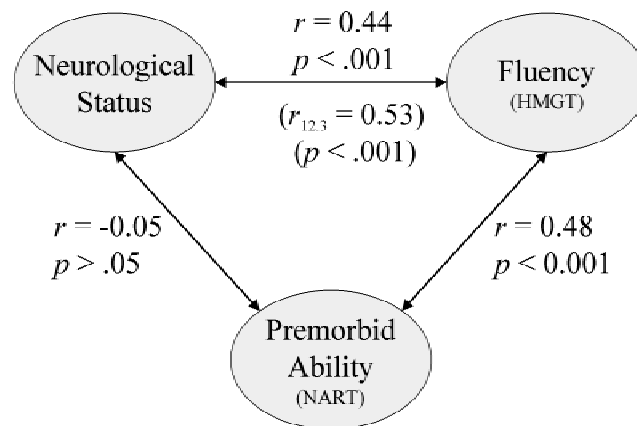 Neurological
Status
r = 0.44
p < .001
(r12.3 = 0.53)
(p < .001)
Fluency
(HMGT)
r = -0.05
p > .05
r = 0.48
p < 0.001
Premorbid
Ability
(NART)